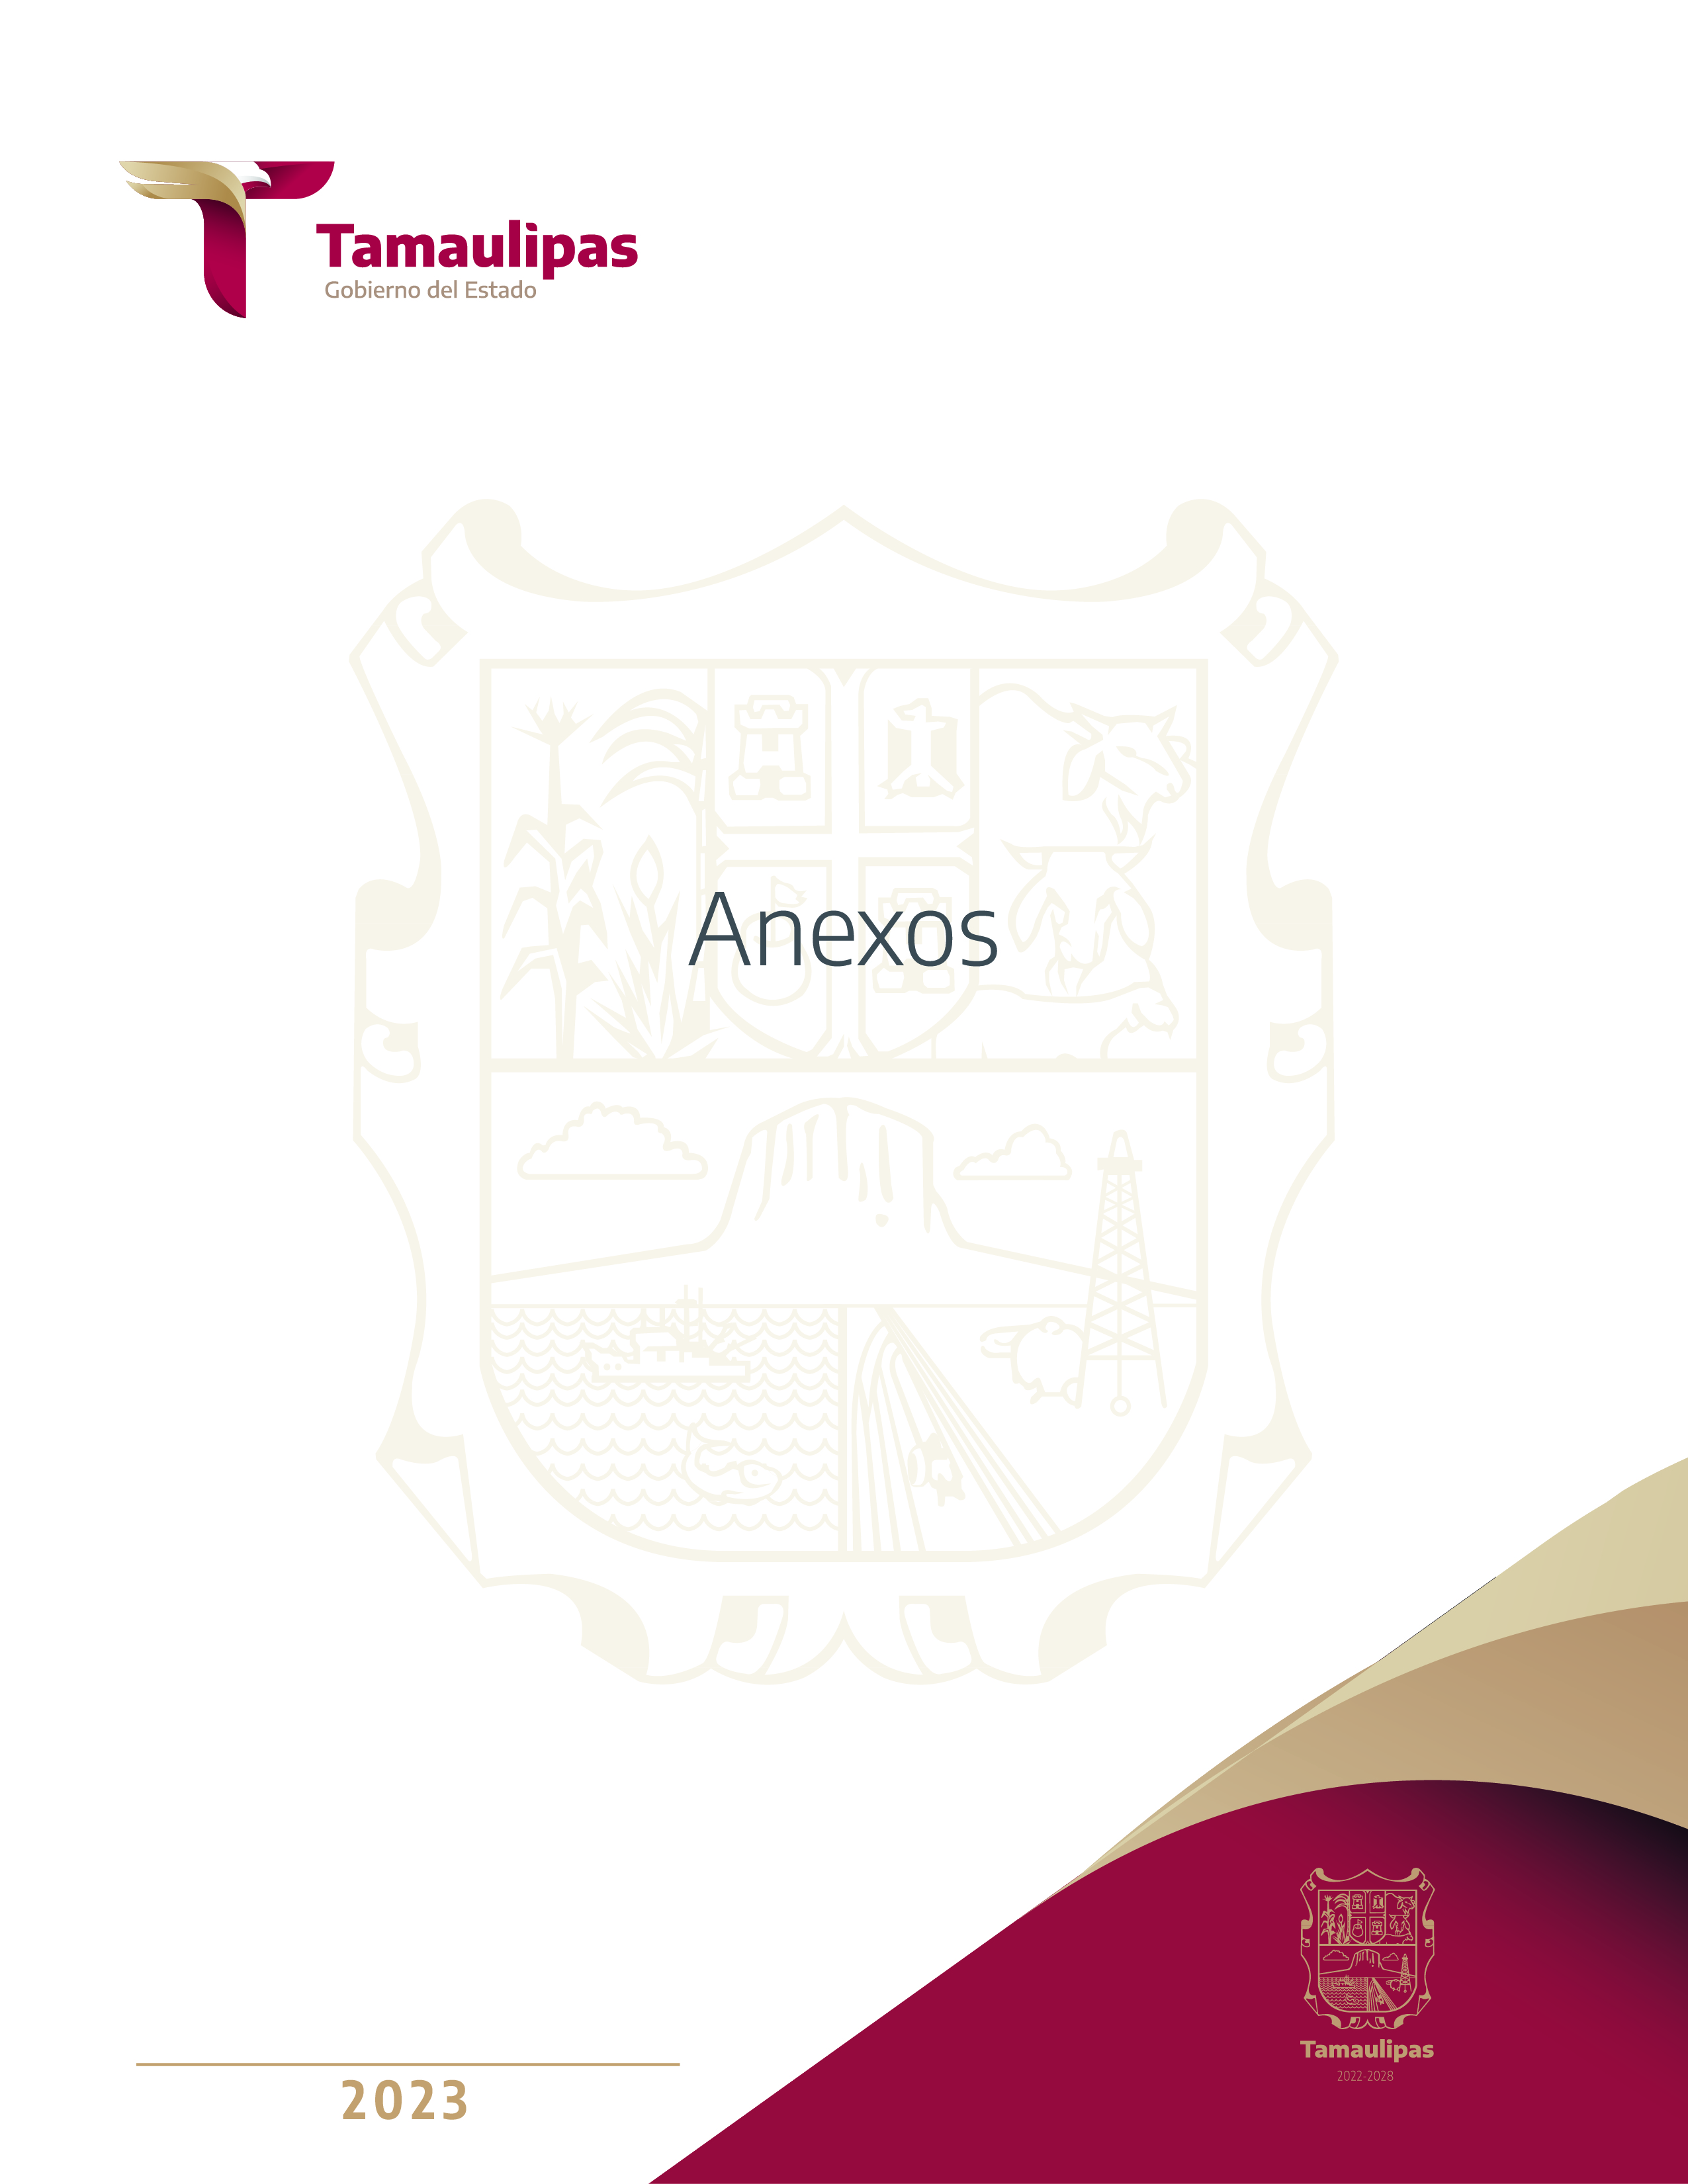 Tamaulipas
Gobierno del Estado
Anexos
Tamaulipas
2022-2028
2023